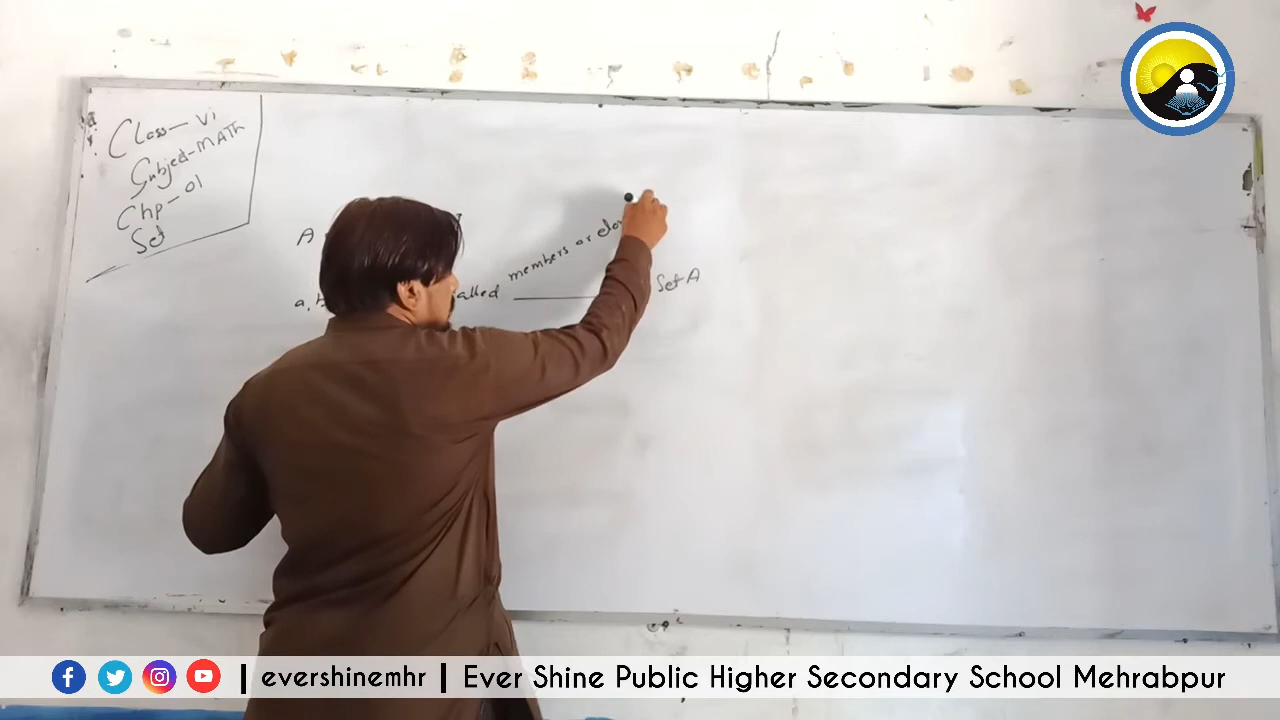 Class - VI
Subject - MATH
Chp - 01
Set
A
members or
a, b called Set A
| evershinemhr | Ever Shine Public Higher Secondary School Mehrabpur